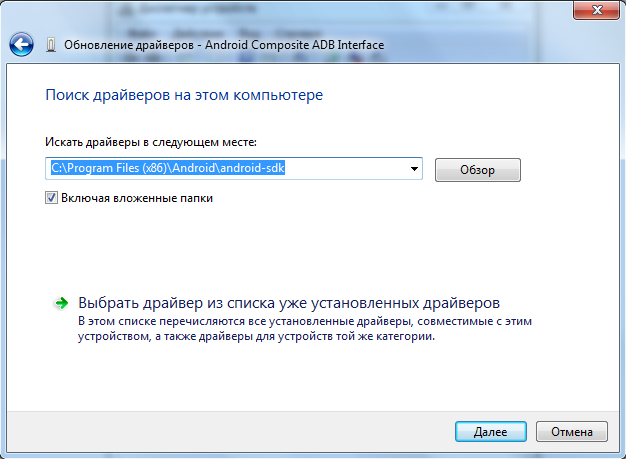 Обновление драйверов - Android Composite ADB Interface
Поиск драйверов на этом компьютере
Искать драйверы в следующем месте:
C:\Program Files (x86)\Android\android-sdk
Обзор
Включая вложенные папки
Выбрать драйвер из списка уже установленных драйверов
В этом списке перечисляются все установленные драйверы, совместимые с этим
устройством, а также драйверы для устройств той же категории.
Далее
Отмена